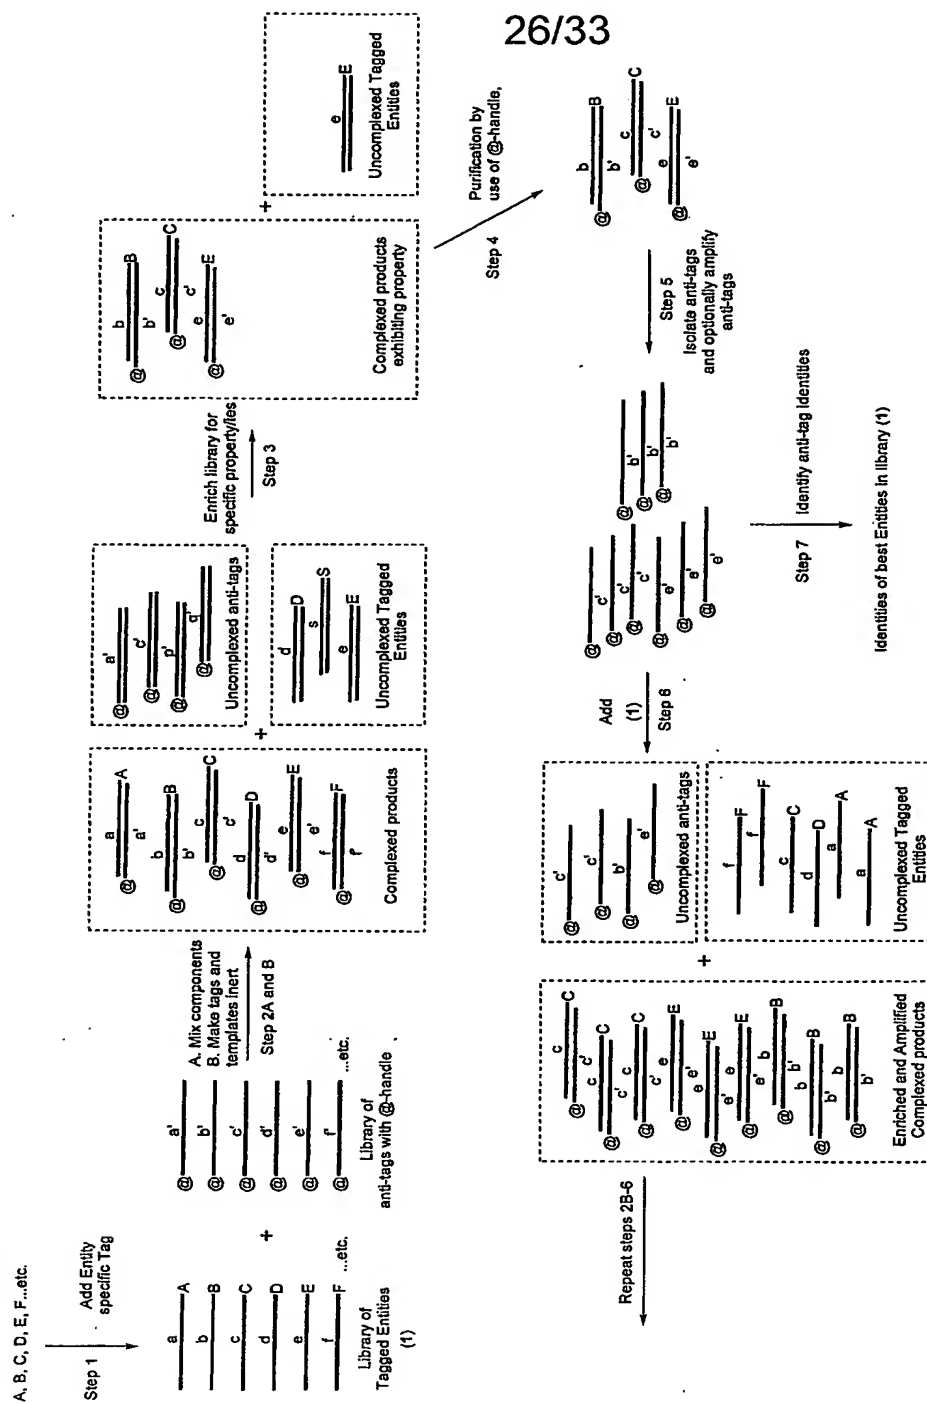 26/33
A, B, C, D, E, F...etc.
Step 1
Add Entity
specific Tag
a
A
b
B
c
C
d
D
e
E
f
F
...etc.
Library of
Tagged Entities
(1)
+
@
a'
@
b'
@
c'
@
d'
@
e'
@
f'
...etc.
Library of
anti-tags with @-handle
A. Mix components
B. Make tags and
templates inert
Step 2A and B
a
A
@
a'
b
B
@
b'
c
C
@
c'
d
D
@
d'
e
E
@
e'
f
F
@
f'
Complexed products
+
a'
@
c'
@
p'
@
q'
@
Uncomplexed anti-tags
d
D
s
S
e
E
Uncomplexed Tagged
Entities
Enrich library for
specific property/ies
Step 3
b
B
@
b'
c
C
@
c'
e
E
@
e'
Complexed products
exhibiting property
+
e
E
Uncomplexed Tagged
Entities
Purification by
use of @-handle,
Step 4
b
B
@
b'
c
C
@
c'
e
E
@
e'
Step 5
Isolate anti-tags
and optionally amplify
anti-tags
@
c'
@
c'
@
c'
@
e'
@
e'
@
e'
@
b'
@
b'
@
b'
Step 7
Identify anti-tag identities
Identities of best Entities in library (1)
Add
(1)
Step 6
c
C
@
c'
c
C
@
c'
c
C
@
c'
e
E
@
e'
e
E
@
e'
e
E
@
e'
b
B
@
b'
b
B
@
b'
b
B
@
b'
Enriched and Amplified
Complexed products
+
c'
@
c'
@
b'
@
e'
@
Uncomplexed anti-tags
f
F
f
F
c
C
d
D
a
A
a
A
Uncomplexed Tagged
Entities
Repeat steps 2B-6